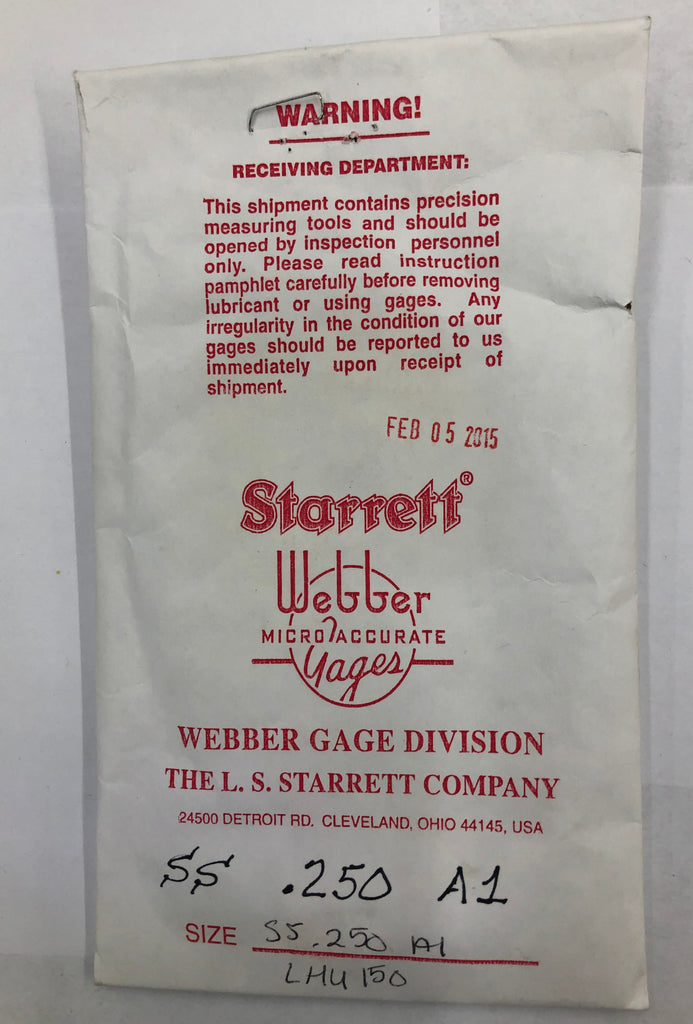 WARNING!
RECEIVING DEPARTMENT:
This shipment contains precision
measuring tools and should be
opened by inspection personnel
only. Please read instruction
pamphlet carefully before removing
lubricant or using gages. Any
irregularity in the condition of our
gages should be reported to us
immediately upon receipt of
shipment.
FEB 05 2015
Starrett®
Webber
MICRO ACCURATE
Gages
WEBBER GAGE DIVISION
THE L. S. STARRETT COMPANY
24500 DETROIT RD. CLEVELAND, OHIO 44145, USA
SS .250 A1
SIZE SS .250 A1
LHU 150